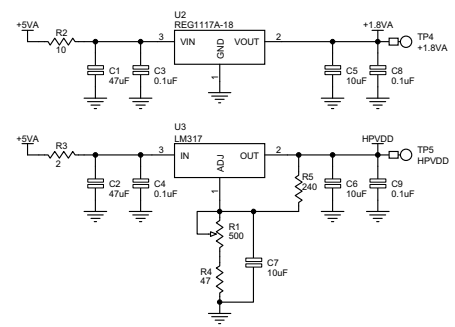 U2
REG1117A-18
+5VA
R2
10
3
VIN
GND
VOUT
2
1
+1.8VA
TP4
+1.8VA
C1
47uF
C3
0.1uF
C5
10uF
C8
0.1uF
U3
LM317
+5VA
R3
2
3
IN
ADJ
OUT
2
1
HPVDD
TP5
HPVDD
C2
47uF
C4
0.1uF
R5
240
C6
10uF
C9
0.1uF
R1
500
R4
47
C7
10uF